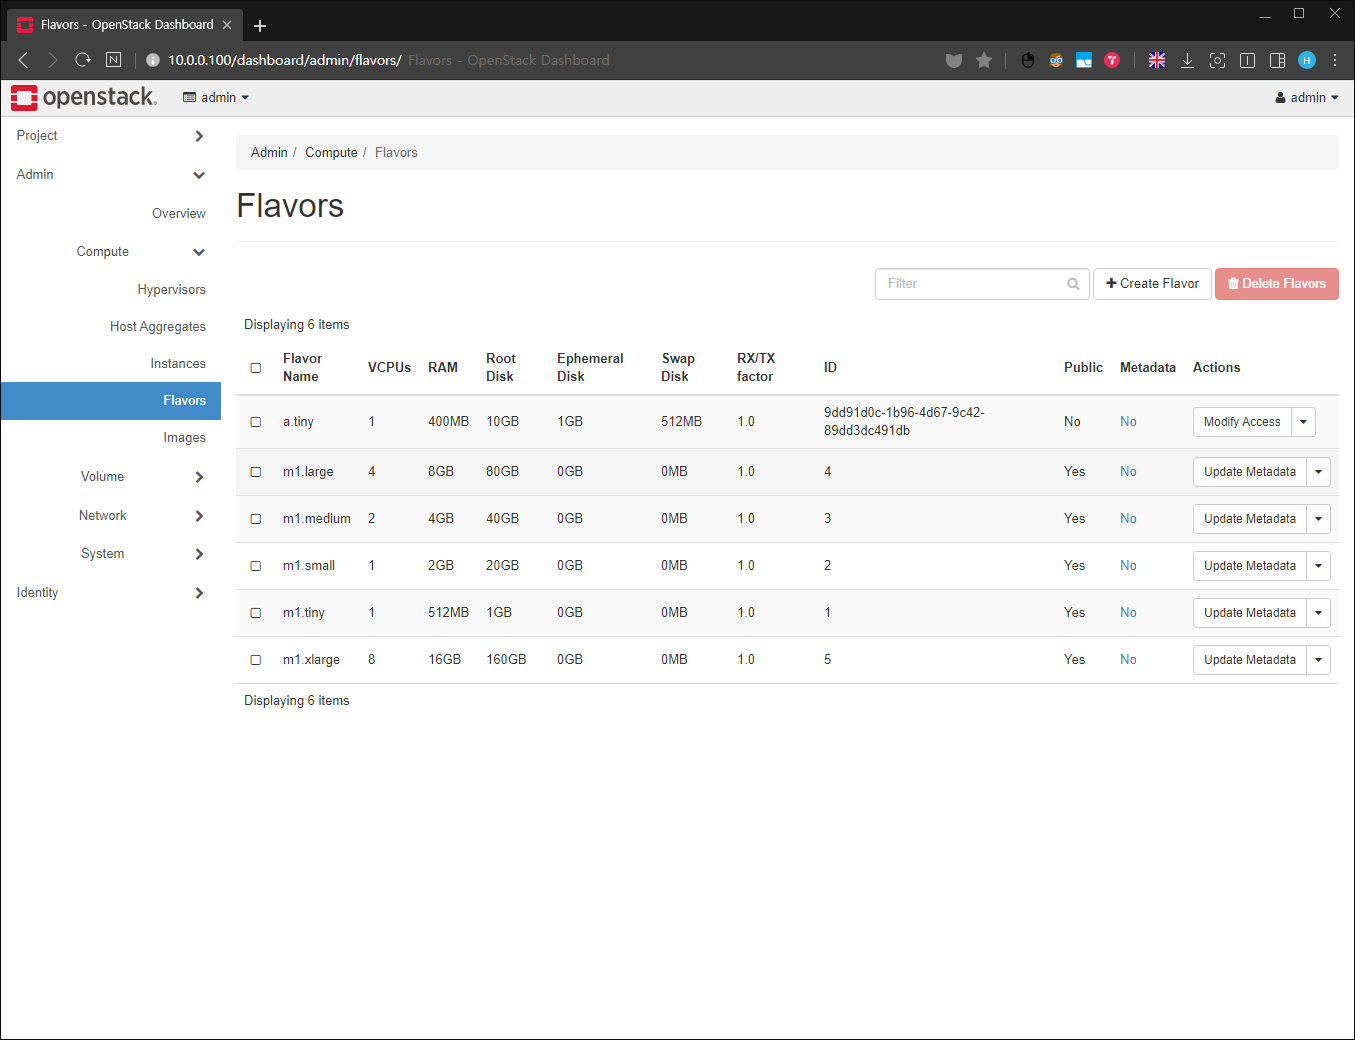 Flavors - OpenStack Dashboard
10.0.0.100/dashboard/admin/flavors/ Flavors - OpenStack Dashboard
N
H
openstack.
admin
admin
Project
Admin
Overview
Compute
Hypervisors
Host Aggregates
Instances
Flavors
Images
Volume
Network
System
Identity
Admin / Compute / Flavors
Flavors
Filter
Create Flavor
Delete Flavors
Displaying 6 items
Flavor Name VCPUs RAM Root Disk Ephemeral Disk Swap Disk RX/TX factor ID Public Metadata Actions
a.tiny 1 400MB 10GB 1GB 512MB 1.0 9dd91d0c-1b96-4d67-9c42-89dd3dc491db No No Modify Access
m1.large 4 8GB 80GB 0GB 0MB 1.0 4 Yes No Update Metadata
m1.medium 2 4GB 40GB 0GB 0MB 1.0 3 Yes No Update Metadata
m1.small 1 2GB 20GB 0GB 0MB 1.0 2 Yes No Update Metadata
m1.tiny 1 512MB 1GB 0GB 0MB 1.0 1 Yes No Update Metadata
m1.xlarge 8 16GB 160GB 0GB 0MB 1.0 5 Yes No Update Metadata
Displaying 6 items